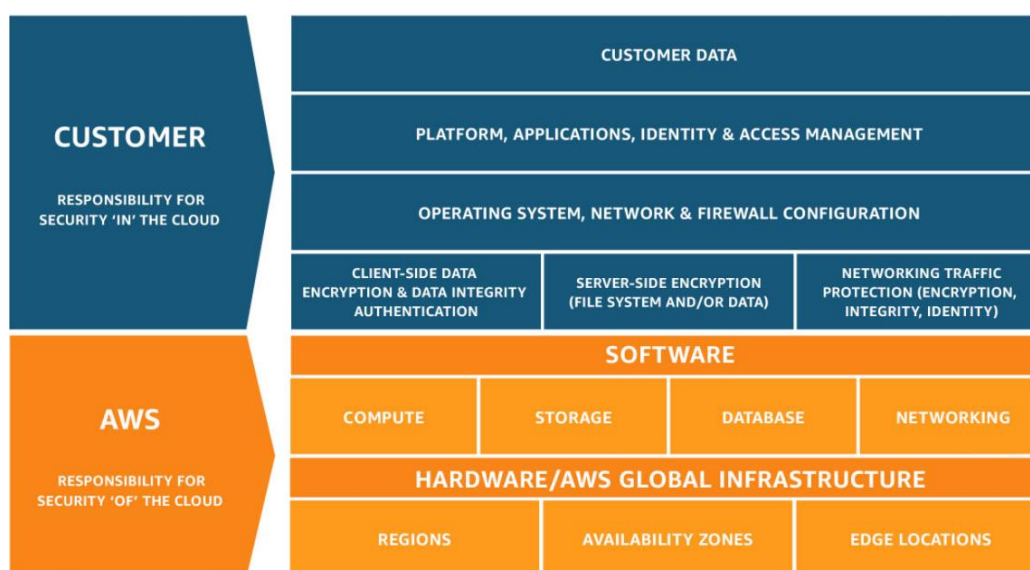 CUSTOMER
RESPONSIBILITY FOR
SECURITY ‘IN’ THE CLOUD
CUSTOMER DATA
PLATFORM, APPLICATIONS, IDENTITY & ACCESS MANAGEMENT
OPERATING SYSTEM, NETWORK & FIREWALL CONFIGURATION
CLIENT-SIDE DATA
ENCRYPTION & DATA INTEGRITY
AUTHENTICATION
SERVER-SIDE ENCRYPTION
(FILE SYSTEM AND/OR DATA)
NETWORKING TRAFFIC
PROTECTION (ENCRYPTION,
INTEGRITY, IDENTITY)
AWS
RESPONSIBILITY FOR
SECURITY ‘OF’ THE CLOUD
SOFTWARE
COMPUTE
STORAGE
DATABASE
NETWORKING
HARDWARE/AWS GLOBAL INFRASTRUCTURE
REGIONS
AVAILABILITY ZONES
EDGE LOCATIONS